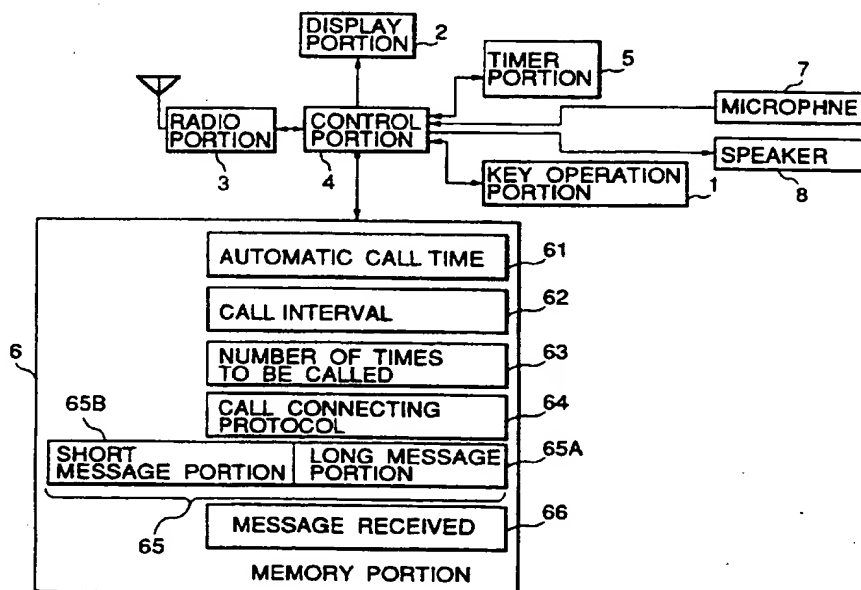 DISPLAY
PORTION
2
TIMER
PORTION
5
7
MICROPHNE
RADIO
PORTION
3
CONTROL
PORTION
4
SPEAKER
8
KEY OPERATION
PORTION
1
6
AUTOMATIC CALL TIME
61
CALL INTERVAL
62
NUMBER OF TIMES
TO BE CALLED
63
CALL CONNECTING
PROTOCOL
64
65B
SHORT
MESSAGE PORTION
LONG MESSAGE
PORTION
65A
65
MESSAGE RECEIVED
66
MEMORY PORTION